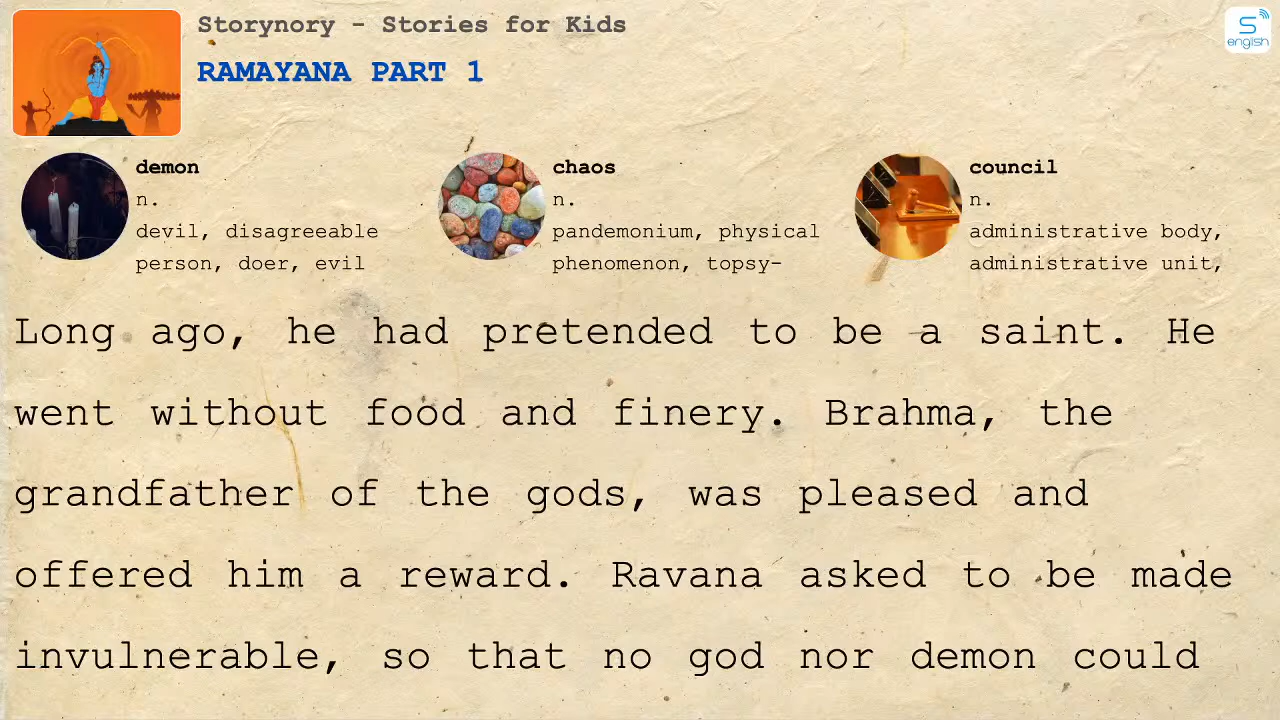 Storynory - Stories for Kids
RAMAYANA PART 1
S
english
demon
n.
devil, disagreeable
person, doer, evil
chaos
n.
pandemonium, physical
phenomenon, topsy-
council
n.
administrative body,
administrative unit,
Long ago, he had pretended to be a saint. He
went without food and finery. Brahma, the
grandfather of the gods, was pleased and
offered him a reward. Ravana asked to be made
invulnerable, so that no god nor demon could